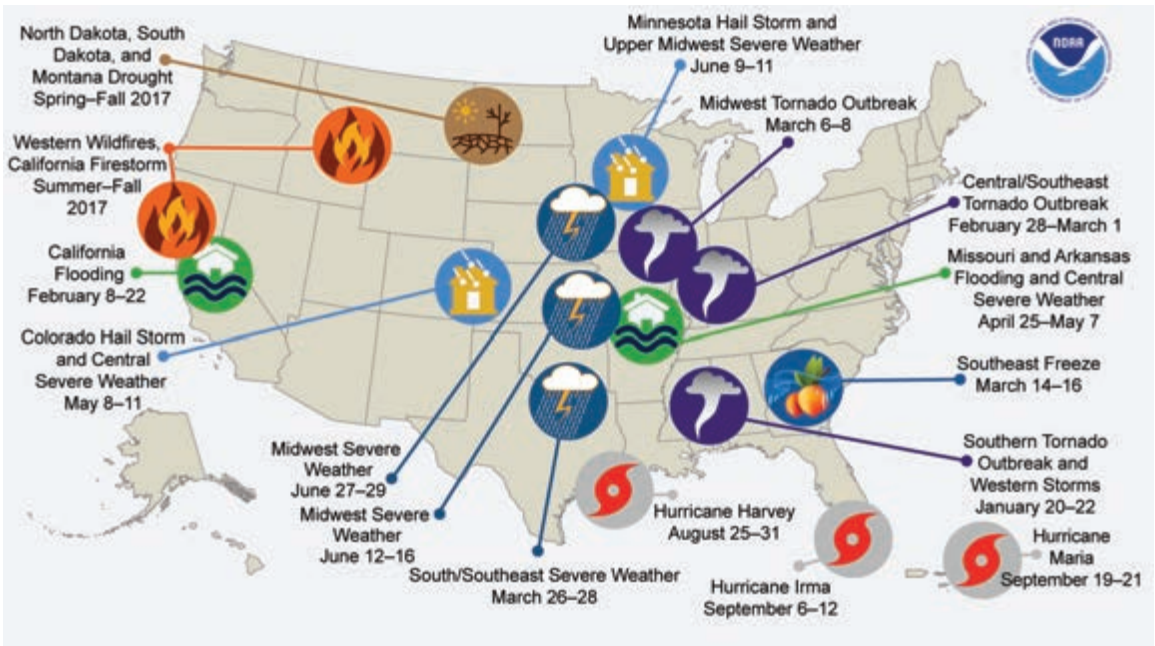 North Dakota, South
Dakota, and
Montana Drought
Spring–Fall 2017
Minnesota Hail Storm and
Upper Midwest Severe Weather
June 9–11
NOAA
Midwest Tornado Outbreak
March 6–8
Western Wildfires,
California Firestorm
Summer–Fall
2017
Central/Southeast
Tornado Outbreak
February 28–March 1
California
Flooding
February 8–22
Missouri and Arkansas
Flooding and Central
Severe Weather
April 25–May 7
Colorado Hail Storm
and Central
Severe Weather
May 8–11
Southeast Freeze
March 14–16
Midwest Severe
Weather
June 27–29
Midwest Severe
Weather
June 12–16
South/Southeast Severe Weather
March 26–28
Southern Tornado
Outbreak and
Western Storms
January 20–22
Hurricane Harvey
August 25–31
Hurricane Irma
September 6–12
Hurricane
Maria
September 19–21